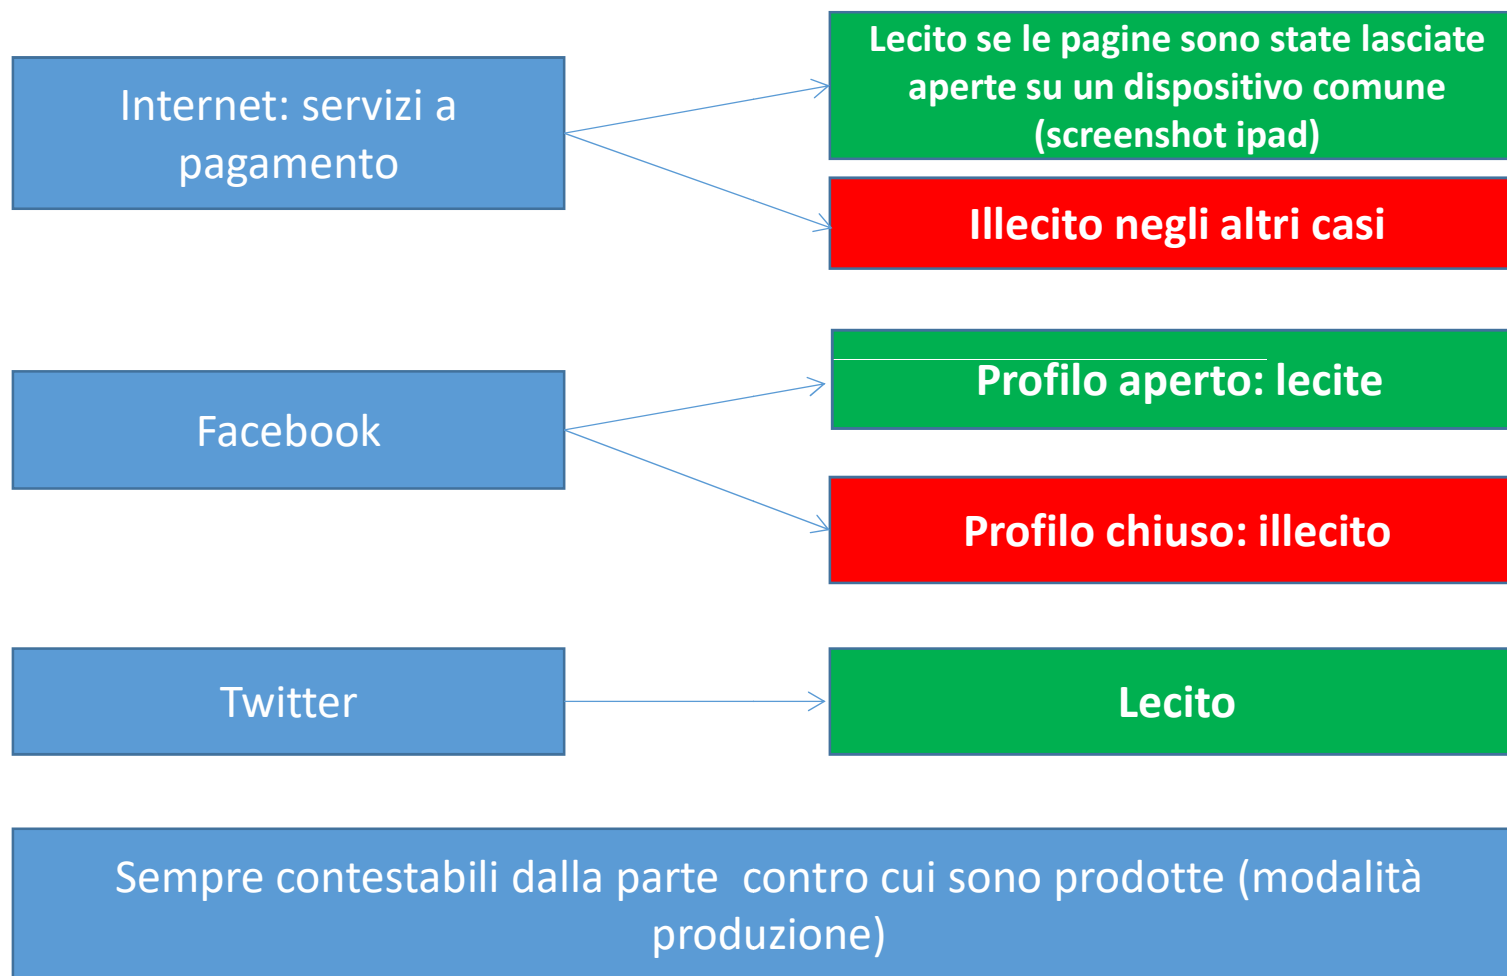 Internet: servizi a
pagamento
Lecito se le pagine sono state lasciate
aperte su un dispositivo comune
(screenshot ipad)
Illecito negli altri casi
Facebook
Profilo aperto: lecite
Profilo chiuso: illecito
Twitter
Lecito
Sempre contestabili dalla parte contro cui sono prodotte (modalità
produzione)